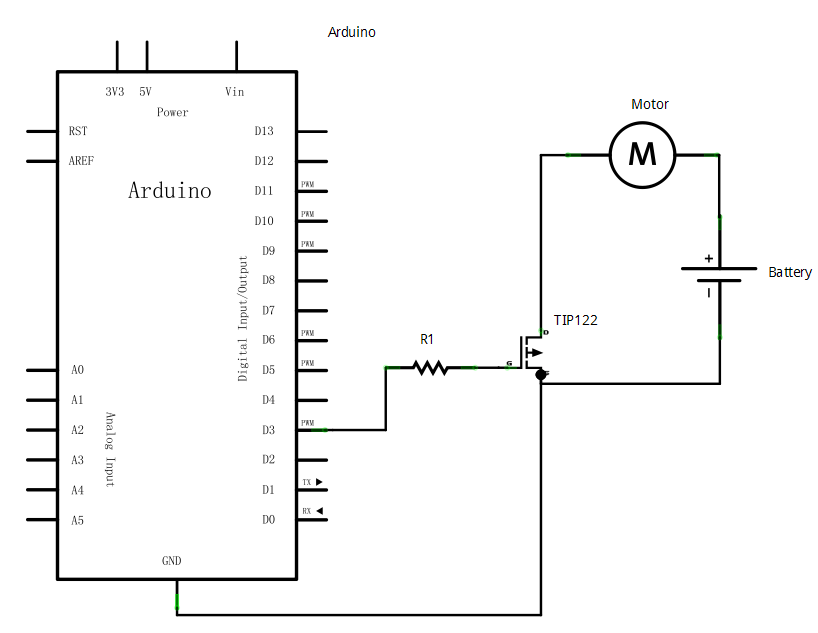 Arduino
3V3
5V
Vin
Power
RST
AREF
Arduino
D13
D12
D11
PWM
D10
PWM
D9
PWM
D8
D7
D6
PWM
D5
PWM
D4
D3
PWM
D2
D1
TX
D0
RX
Digital Input/Output
A0
A1
A2
A3
A4
A5
Analog Input
GND
R1
TIP122
D
G
Motor
M
+
Battery